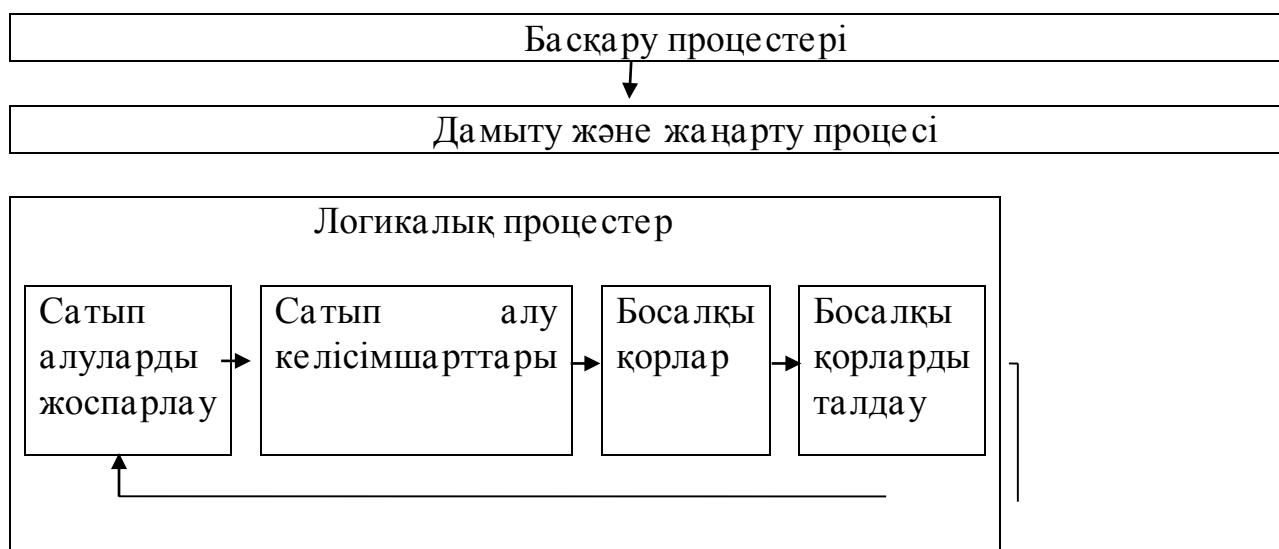 Басқару процестері
Дамыту және жаңарту процесі
Логикалық процестер
Сатып
алуларды
жоспарлау
Сатып алу
келісімшарттары
Босалқы
қорлар
Босалқы
қорларды
талдау